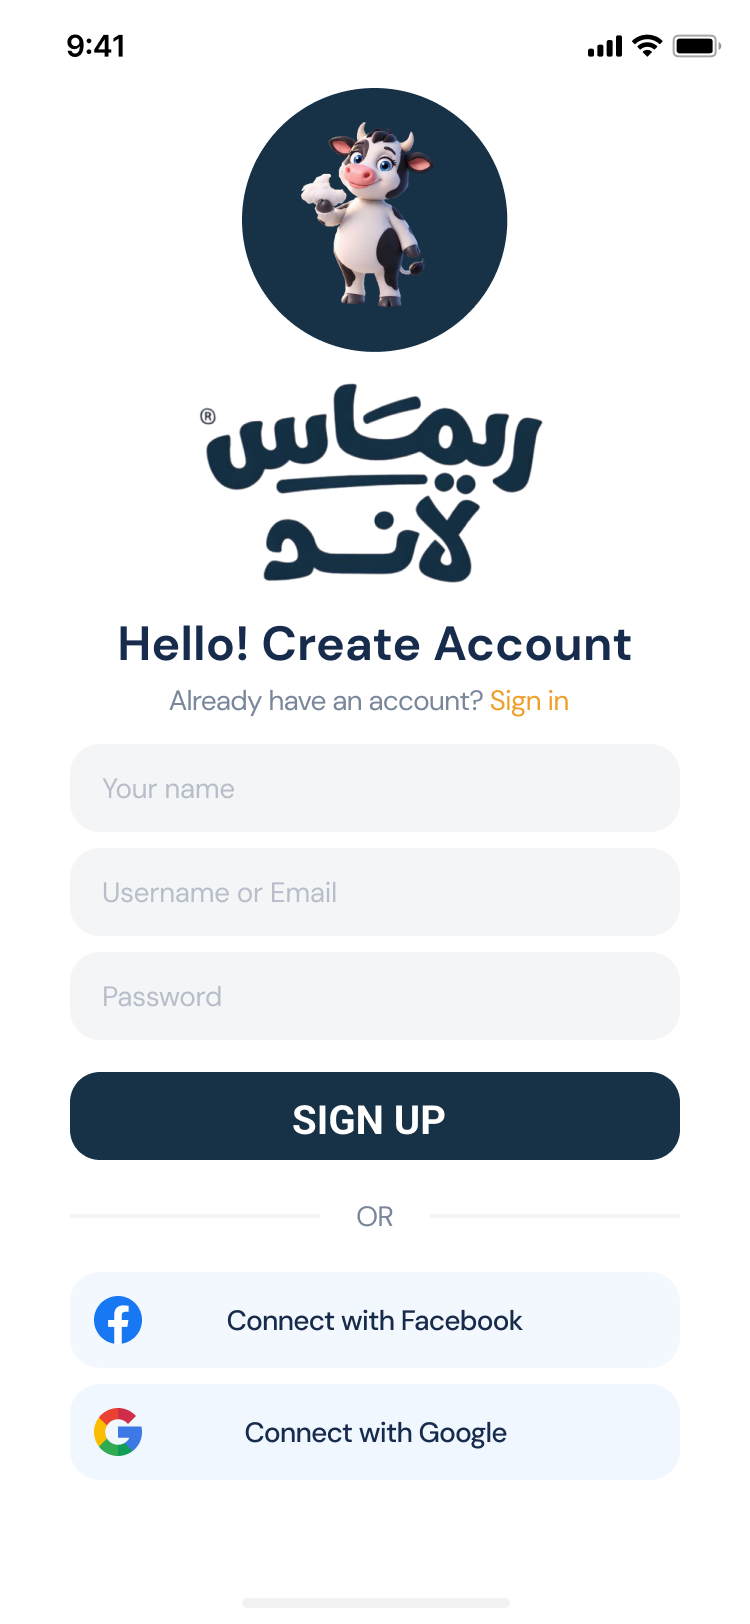 9:41
ريماس®
لاند
Hello! Create Account
Already have an account? Sign in
Your name
Username or Email
Password
SIGN UP
OR
Connect with Facebook
Connect with Google